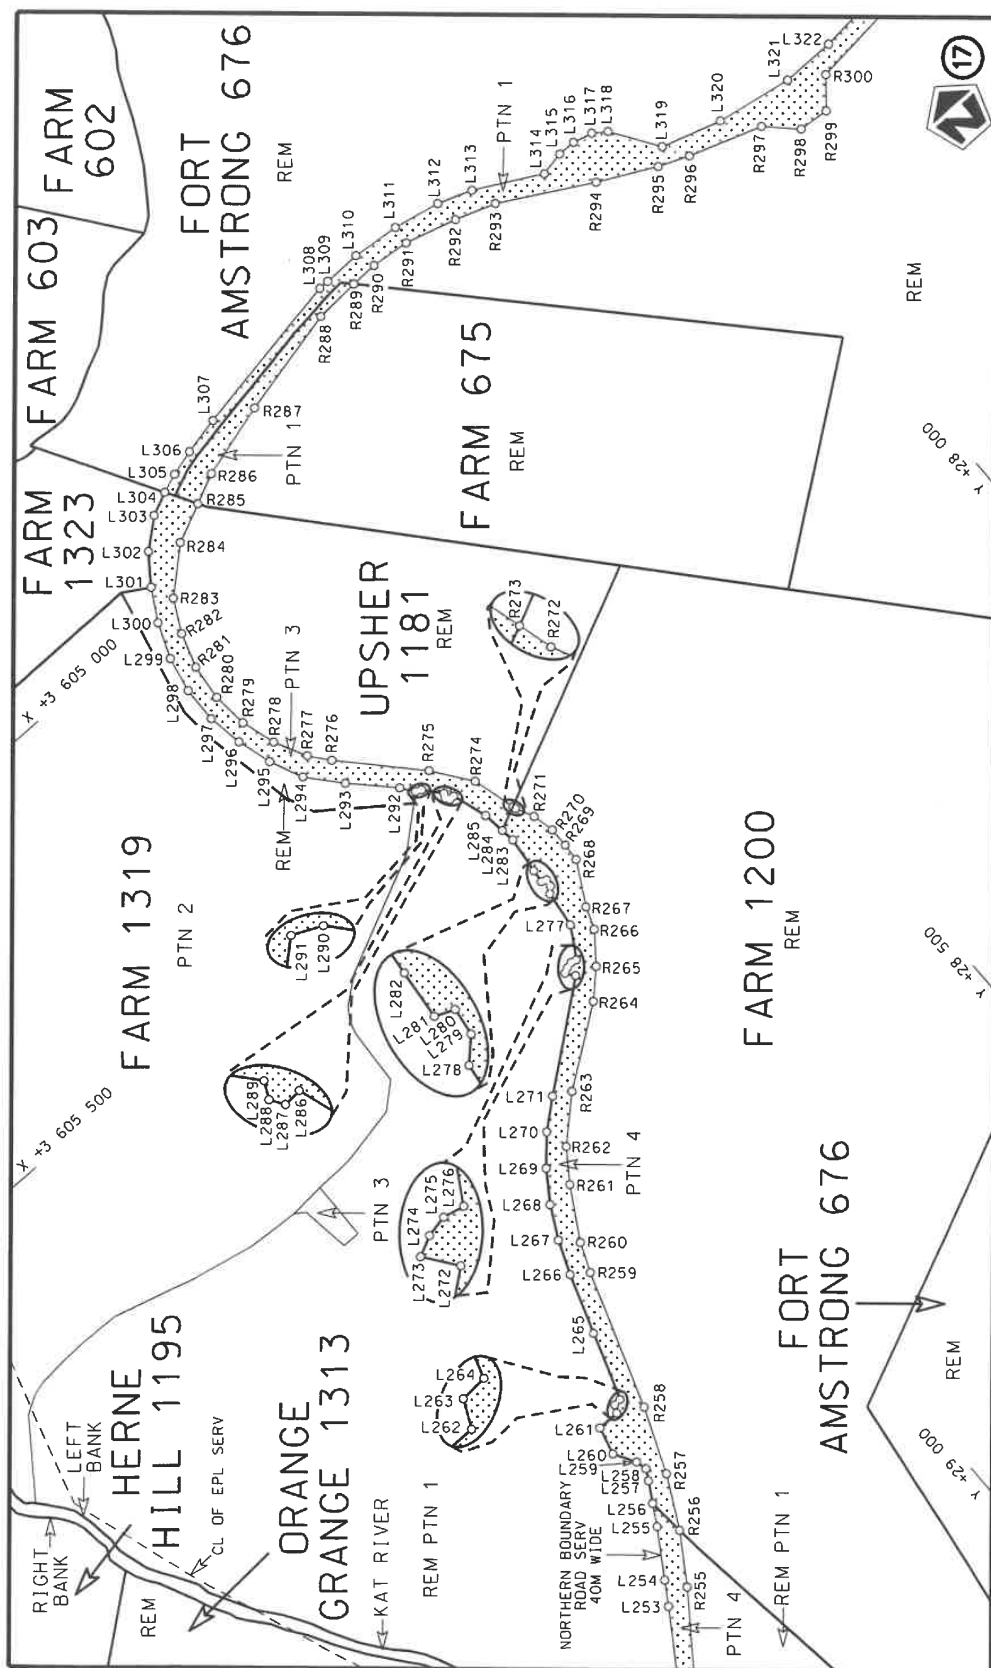 FARM
602
FARM 603
FORT
AMSTRONG 676
REM
FARM
1323
17
L322
L321
R300
L320
R299
R298
R297
L319
L318
L317
L316
L315
L314
PTN 1
R296
R295
R294
L313
L312
R293
R292
L311
R291
L310
R290
L309
L308
R289
R288
REM
FARM 675
REM
L307
R287
PTN 1
L306
R286
L305
L304
R285
L303
R284
L302
L301
R283
L300
R282
L299
R281
L298
R280
L297
R279
L296
R278
L295
R277
L294
R276
L293
R275
L292
R274
PTN 3
REM
UPSHER
1181
REM
R273
R272
Y +28 000
X +3 605 000
FARM 1319
PTN 2
L291
L290
L289
L288
L287
L286
L285
L284
L283
R271
R270
R269
R268
R267
R266
R265
R264
L277
L282
L281
L280
L279
L278
FARM 1200
REM
Y +28 500
X +3 605 500
PTN 3
L276
L275
L274
L273
L272
L271
R263
L270
R262
L269
R261
L268
PTN 4
L267
R260
L266
R259
L265
R258
L264
L263
L262
L261
L260
L259
L258
L257
R257
L256
R256
L255
L254
R255
L253
FORT
AMSTRONG 676
REM
Y +29 000
HERNE
HILL 1195
LEFT
BANK
RIGHT
BANK
CL OF EPL SERV
REM
ORANGE
GRANGE 1313
KAT RIVER
REM PTN 1
NORTHERN BOUNDARY
ROAD SERV
40M WIDE
PTN 4
REM PTN 1